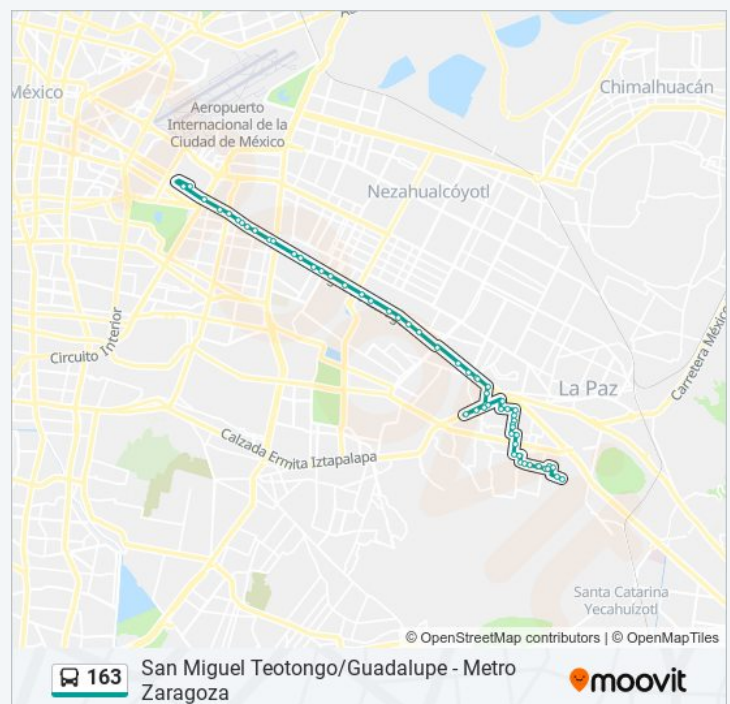 México
Aeropuerto
Internacional de la
Ciudad de México
Chimalhuacán
Nezahualcóyotl
Circuito Interior
Carretera México
La Paz
Calzada Ermita Iztapalapa
Santa Catarina
Yecahuizotl
© OpenStreetMap contributors | © OpenMapTiles
163
San Miguel Teotongo/Guadalupe - Metro
Zaragoza
moovit